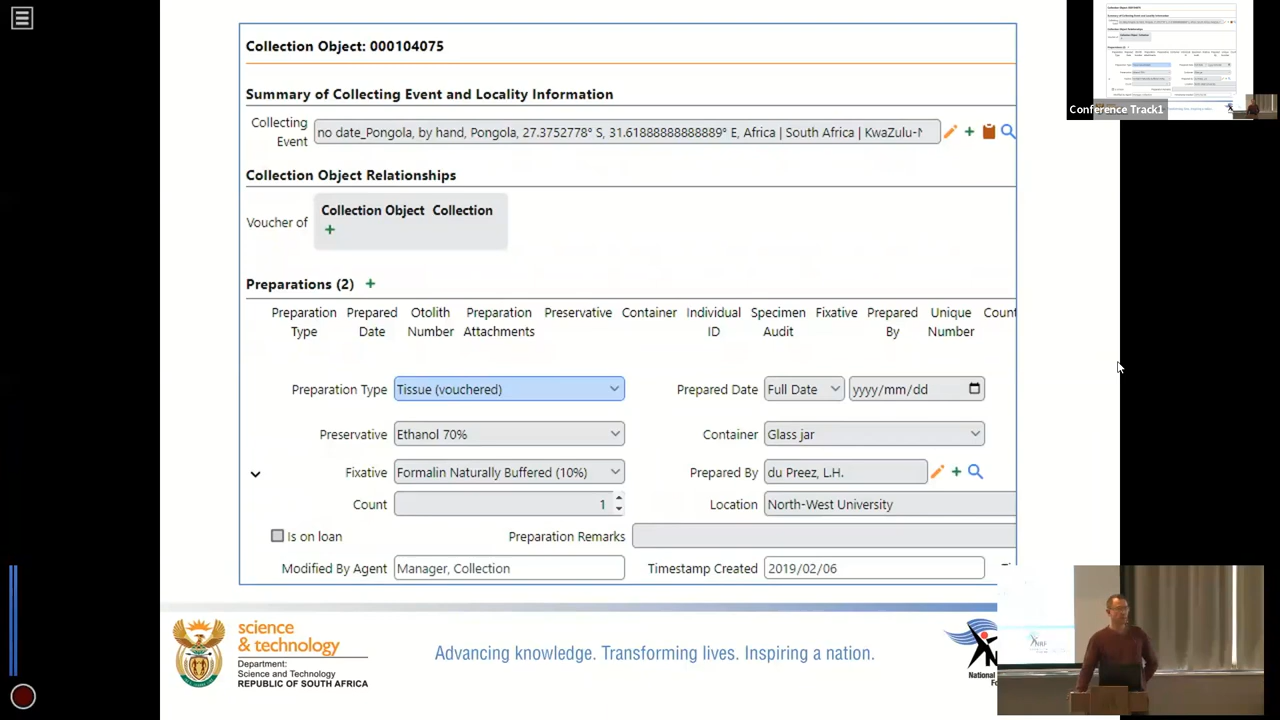 Collection Object: 000104
Summary of Collecting Event and Locality Information
Collecting Event
no date_Pongola, by hand_Pongola, 27.
° E, Africa | South Africa | KwaZulu-
Collection Object Relationships
Voucher of
Collection Object Collection
Preparations (2)
Preparation Type Prepared Date Otolith Number Preparation Attachments Preservative Container Individual ID Specimen Audit Fixative Prepared By Unique Number Count
Preparation Type Tissue (vouchered) Prepared Date Full Date yyyy/mm/dd
Preservative Ethanol 70% Container Glass jar
Fixative Formalin Naturally Buffered (10%) Prepared By du Preez, L.H.
Count 1 Location North-West University
Is on loan Preparation Remarks
Modified By Agent Manager, Collection Timestamp Created 2019/02/06
science
& technology
Department:
Science and Technology
REPUBLIC OF SOUTH AFRICA
Advancing knowledge. Transforming lives. Inspiring a nation.
National
Conference Track1